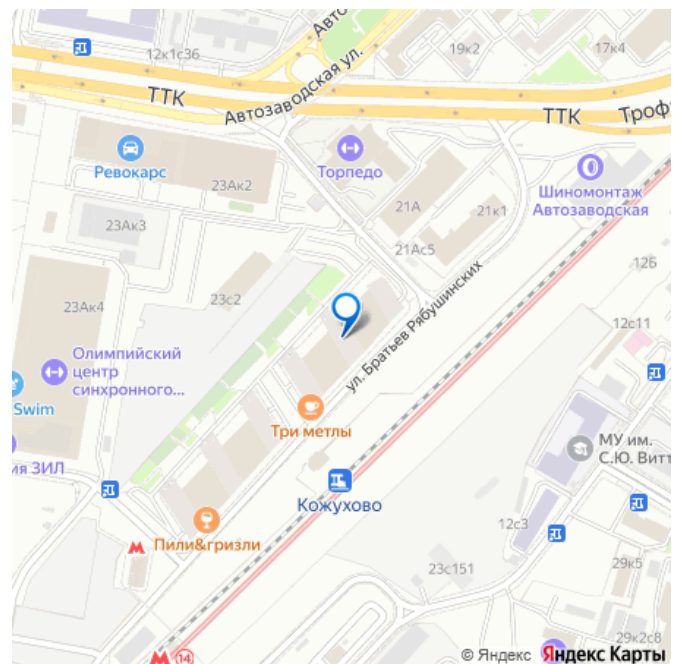 Авто
12к1с36
19к2
17к4
ТТК
Автозаводская ул.
ТТК
Троф
Ревокарс
Торпедо
23Ак2
Шиномонтаж
Автозаводская
21А
21к1
23Ак3
21Ас5
12Б
23Ак4
23с2
ул. Братьев Рябушинских
12с11
Олимпийский
центр
синхронного...
Swim
Три метлы
МУ им.
С.Ю. Витт
ия ЗИЛ
Кожухово
Пили&гризли
12с3
23с151
29к5
29к2с8
14
© Яндекс Яндекс Карты